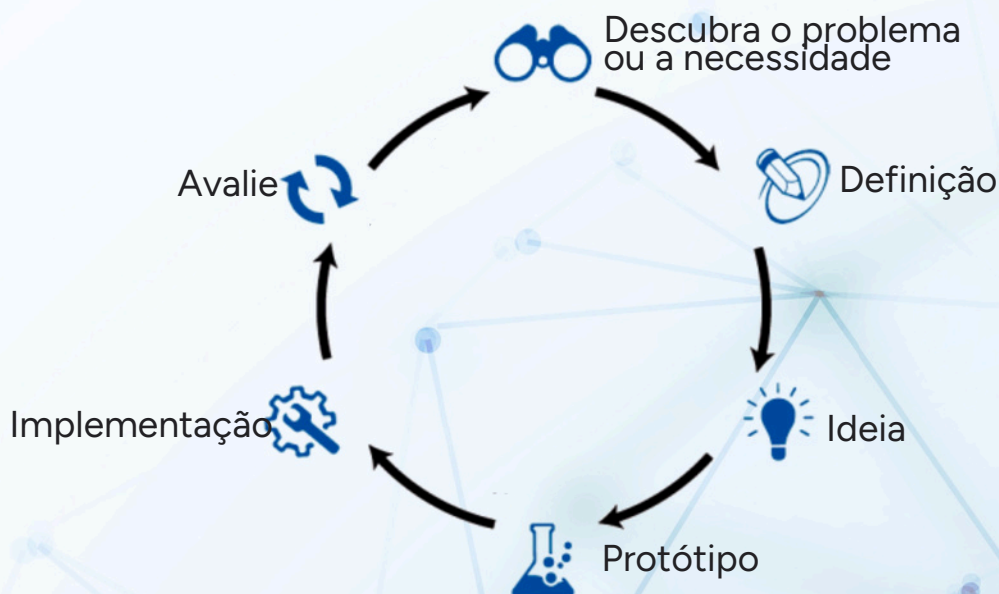 Descubra o problema
ou a necessidade
Definição
Ideia
Protótipo
Implementação
Avalie